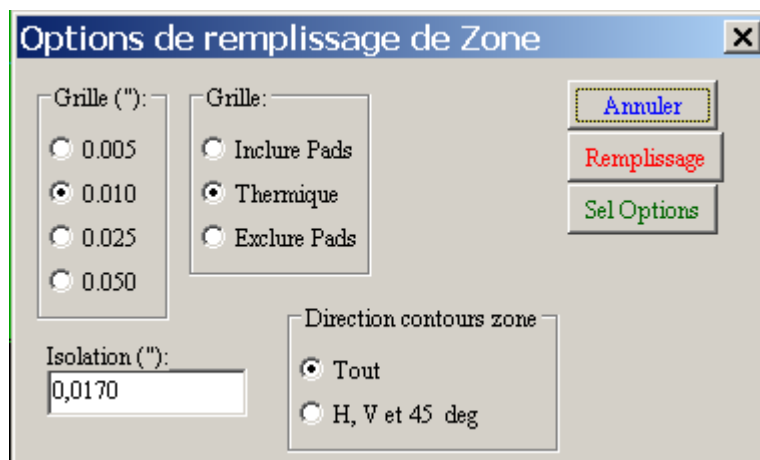 Options de remplissage de Zone
Grille ("):
0.005
0.010
0.025
0.050
Grille:
Inclure Pads
Thermique
Exclure Pads
Annuler
Remplissage
Sel Options
Isolation ("):
0,0170
Direction contours zone
Tout
H, V et 45 deg